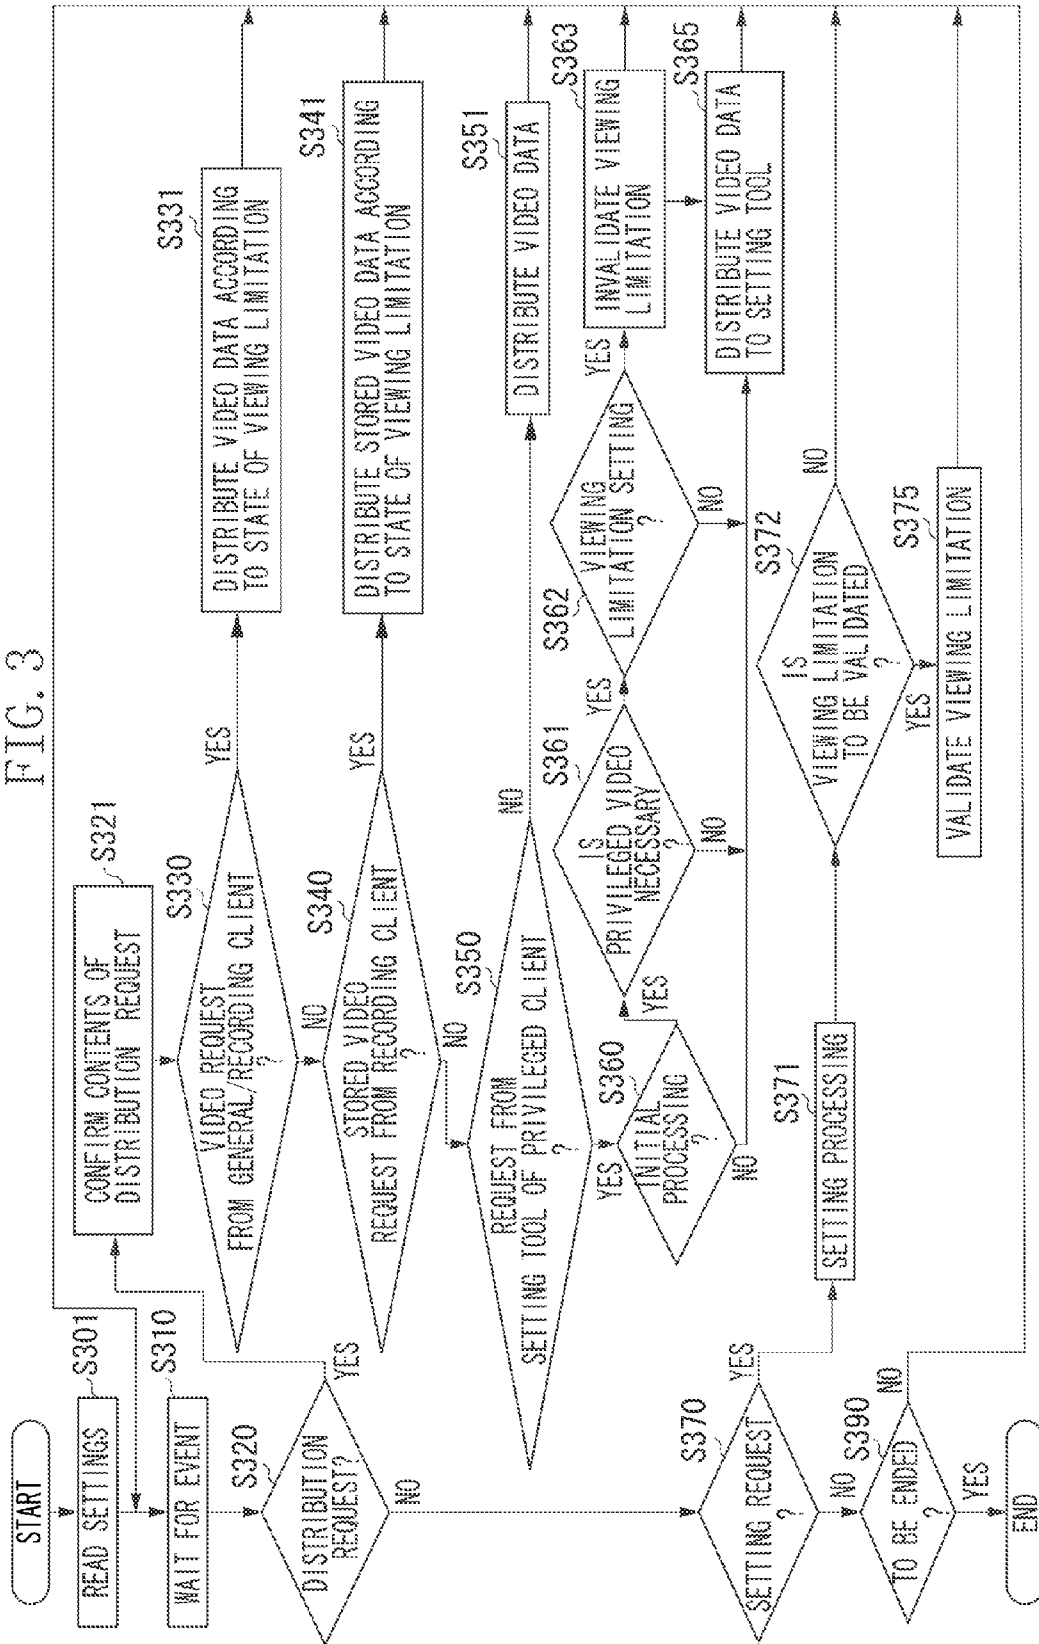 FIG. 3
START
READ SETTINGS
S301
WAIT FOR EVENT
S310
DISTRIBUTION
REQUEST?
S320
YES
NO
CONFIRM CONTENTS OF
DISTRIBUTION REQUEST
S321
VIDEO REQUEST
FROM GENERAL/RECORDING CLIENT
?
S330
YES
NO
DISTRIBUTE VIDEO DATA ACCORDING
TO STATE OF VIEWING LIMITATION
S331
STORED VIDEO
REQUEST FROM RECORDING CLIENT
?
S340
YES
NO
DISTRIBUTE STORED VIDEO DATA ACCORDING
TO STATE OF VIEWING LIMITATION
S341
REQUEST FROM
SETTING TOOL OF PRIVILEGED CLIENT
?
S350
NO
YES
DISTRIBUTE VIDEO DATA
S351
INITIAL
PROCESSING
?
S360
YES
NO
IS
PRIVILEGED VIDEO
NECESSARY
?
S361
YES
NO
VIEWING
LIMITATION SETTING
?
S362
YES
NO
INVALIDATE VIEWING
LIMITATION
S363
DISTRIBUTE VIDEO DATA
TO SETTING TOOL
S365
SETTING REQUEST
?
S370
YES
NO
SETTING PROCESSING
S371
IS
VIEWING LIMITATION
TO BE VALIDATED
?
S372
NO
YES
VALIDATE VIEWING LIMITATION
S375
TO BE ENDED
?
S390
NO
YES
END